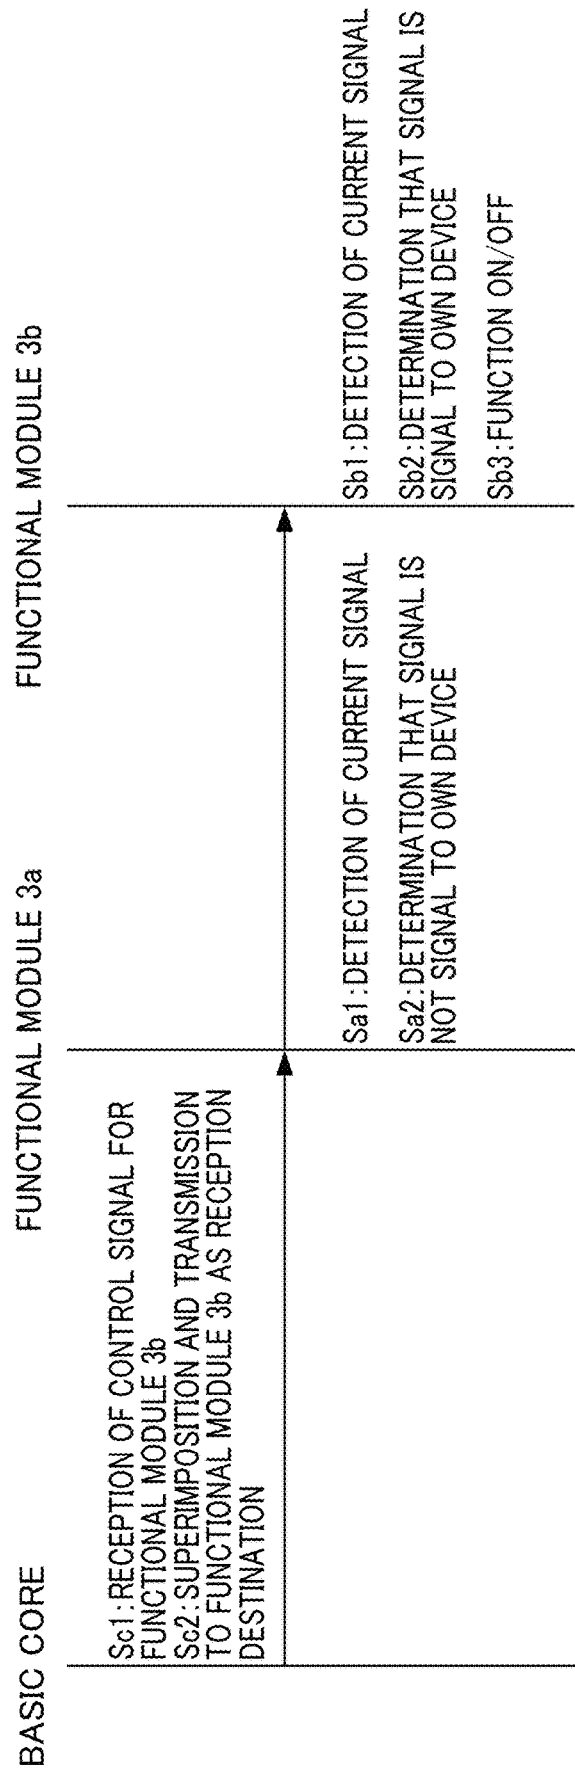 BASIC CORE
FUNCTIONAL MODULE 3a
FUNCTIONAL MODULE 3b
Sc1:RECEPTION OF CONTROL SIGNAL FOR
FUNCTIONAL MODULE 3b
Sc2:SUPERIMPOSITION AND TRANSMISSION
TO FUNCTIONAL MODULE 3b AS RECEPTION
DESTINATION
Sa1:DETECTION OF CURRENT SIGNAL
Sa2:DETERMINATION THAT SIGNAL IS
NOT SIGNAL TO OWN DEVICE
Sb1:DETECTION OF CURRENT SIGNAL
Sb2:DETERMINATION THAT SIGNAL IS
SIGNAL TO OWN DEVICE
Sb3:FUNCTION ON/OFF